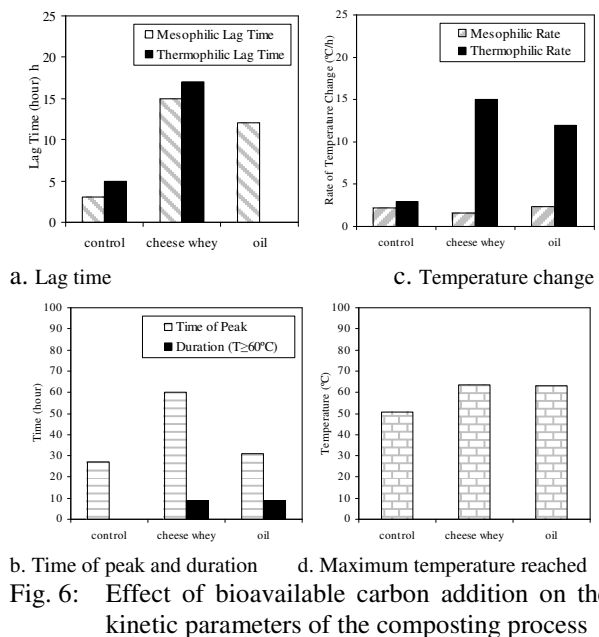 25
20
15
10
5
0
Lag Time (hour) h
Mesophilic Lag Time
Thermophilic Lag Time
control
cheese whey
oil
a. Lag time
25
20
15
10
5
0
Rate of Temperature Change (ºC/h)
Mesophilic Rate
Thermophilic Rate
control
cheese whey
oil
c. Temperature change
100
90
80
70
60
50
40
30
20
10
0
Time (hour)
Time of Peak
Duration (T≥60ºC)
control
cheese whey
oil
b. Time of peak and duration
100
90
80
70
60
50
40
30
20
10
0
Temperature (ºC)
control
cheese whey
oil
d. Maximum temperature reached
Fig. 6: Effect of bioavailable carbon addition on the
kinetic parameters of the composting process